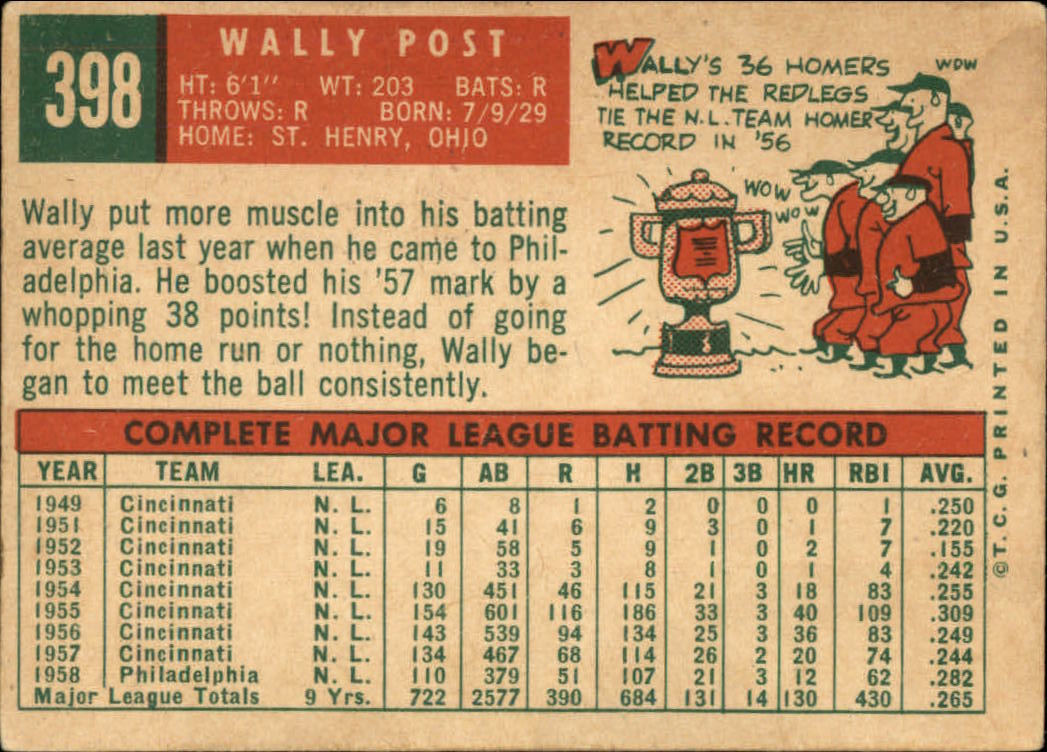 398
WALLY POST
HT: 6'1" WT: 203 BATS: R
THROWS: R BORN: 7/9/29
HOME: ST. HENRY, OHIO
WALLY'S 36 HOMERS
HELPED THE REDLEGS
TIE THE N.L. TEAM HOMER
RECORD IN '56
WOW
WOW
WOW
Wally put more muscle into his batting
average last year when he came to Phil-
adelphia. He boosted his '57 mark by a
whopping 38 points! Instead of going
for the home run or nothing, Wally be-
gan to meet the ball consistently.
COMPLETE MAJOR LEAGUE BATTING RECORD
YEAR TEAM LEA. G AB R H 2B 3B HR RBI AVG.
1949 Cincinnati N. L. 6 8 1 2 0 0 0 1 .250
1951 Cincinnati N. L. 15 41 6 9 3 0 1 7 .220
1952 Cincinnati N. L. 19 58 5 9 1 0 2 7 .155
1953 Cincinnati N. L. 11 33 3 8 1 0 1 4 .242
1954 Cincinnati N. L. 130 451 46 115 21 3 18 83 .255
1955 Cincinnati N. L. 154 601 116 186 33 3 40 109 .309
1956 Cincinnati N. L. 143 539 94 134 25 3 36 83 .249
1957 Cincinnati N. L. 134 467 68 114 26 2 20 74 .244
1958 Philadelphia N. L. 110 379 51 107 21 3 12 62 .282
Major League Totals 9 Yrs. 722 2577 390 684 131 14 130 430 .265
©T. C. G. PRINTED IN U.S.A.